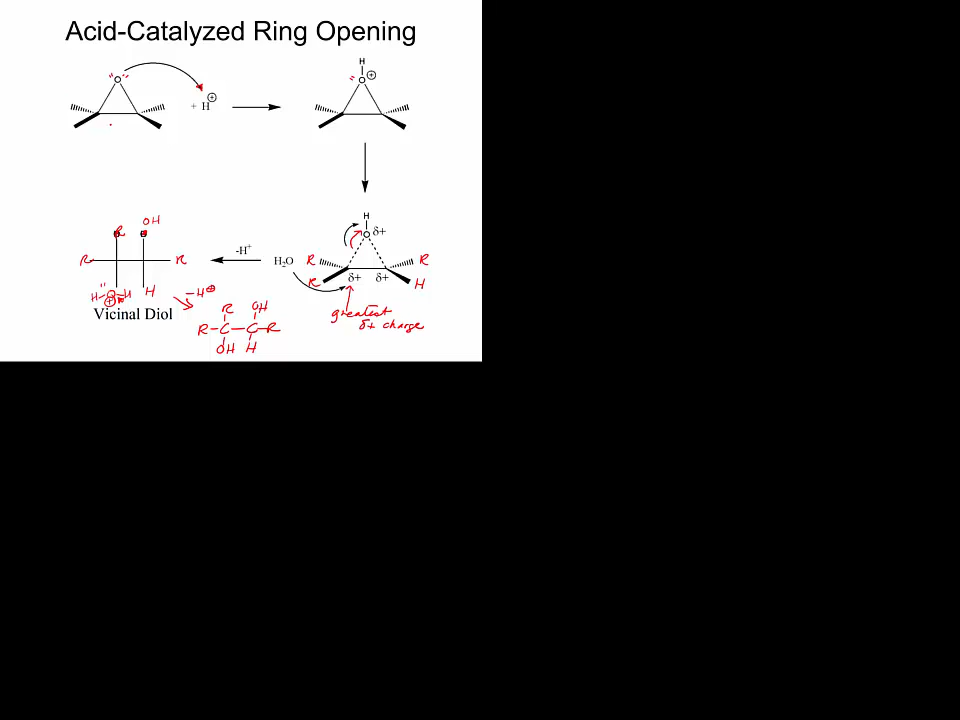 Acid-Catalyzed Ring Opening
O + H⊕
H
O ⊕
H
O δ+
R R
R δ+ δ+ H
H₂O
-H⁺
greatest
δ+ charge
R OH
R R
H-O-H H
⊕
Vicinal Diol
-H⊕
R OH
R-C-C-R
OH H